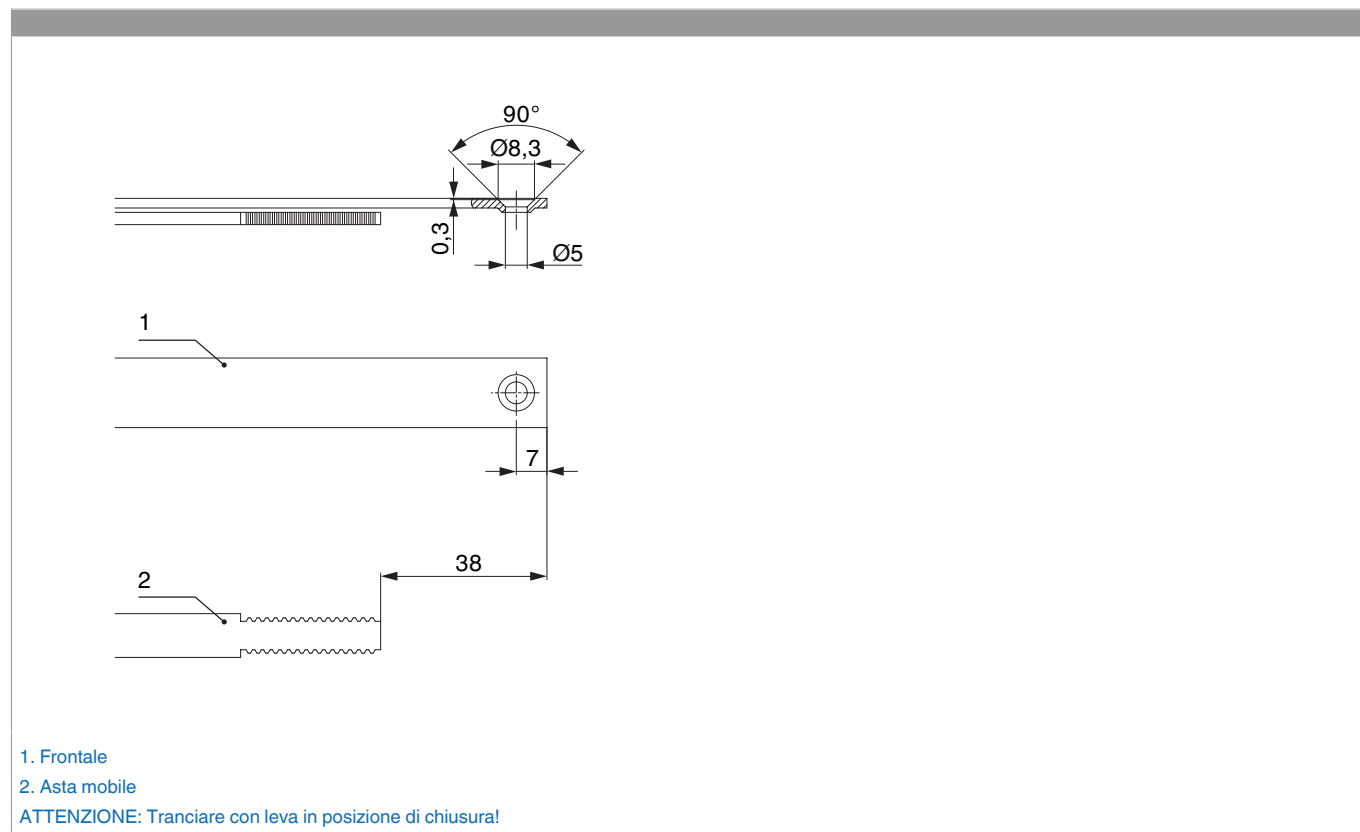 90°
Ø8,3
0,3
Ø5
1
7
38
2
1. Frontale
2. Asta mobile
ATTENZIONE: Tranciare con leva in posizione di chiusura!